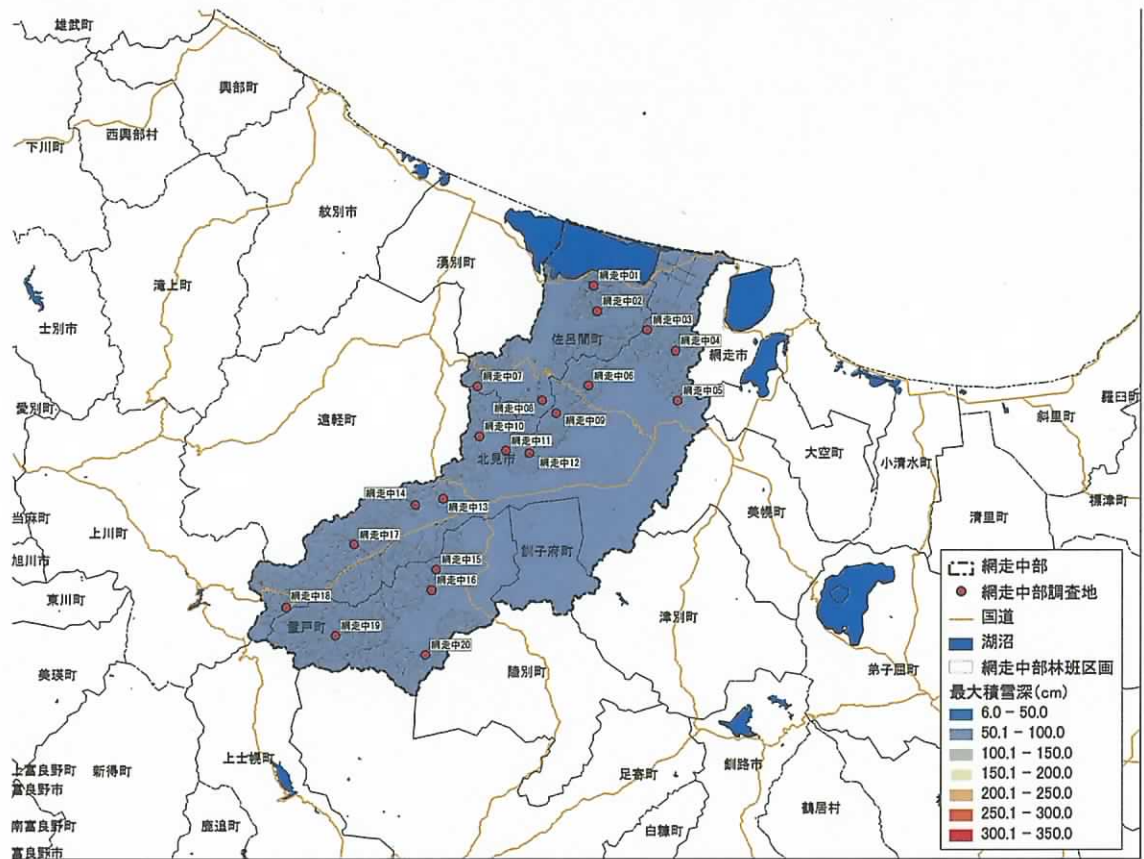 雄武町
興部町
西興部村
下川町
紋別市
湧別町
滝上町
士別市
網走中01
網走中02
網走中03
佐呂間町
網走中04
網走市
網走中07
網走中06
網走中08
網走中05
網走中09
愛別町
遠軽町
網走中10
網走中11
北見市
網走中12
羅臼町
斜里町
大空町
小清水町
網走中14
網走中13
標津町
清里町
美幌町
当麻町
上川町
網走中17
訓子府町
旭川市
網走中15
網走中16
東川町
網走中18
置戸町
網走中19
津別町
網走中20
陸別町
美瑛町
弟子屈町
上士幌町
上富良野町
新得町
富良野市
足寄町
釧路市
鶴居村
南富良野町
鹿追町
白糠町
富良野市
網走中部
網走中部調査地
国道
湖沼
網走中部林班区画
最大積雪深(cm)
6.0 - 50.0
50.1 - 100.0
100.1 - 150.0
150.1 - 200.0
200.1 - 250.0
250.1 - 300.0
300.1 - 350.0